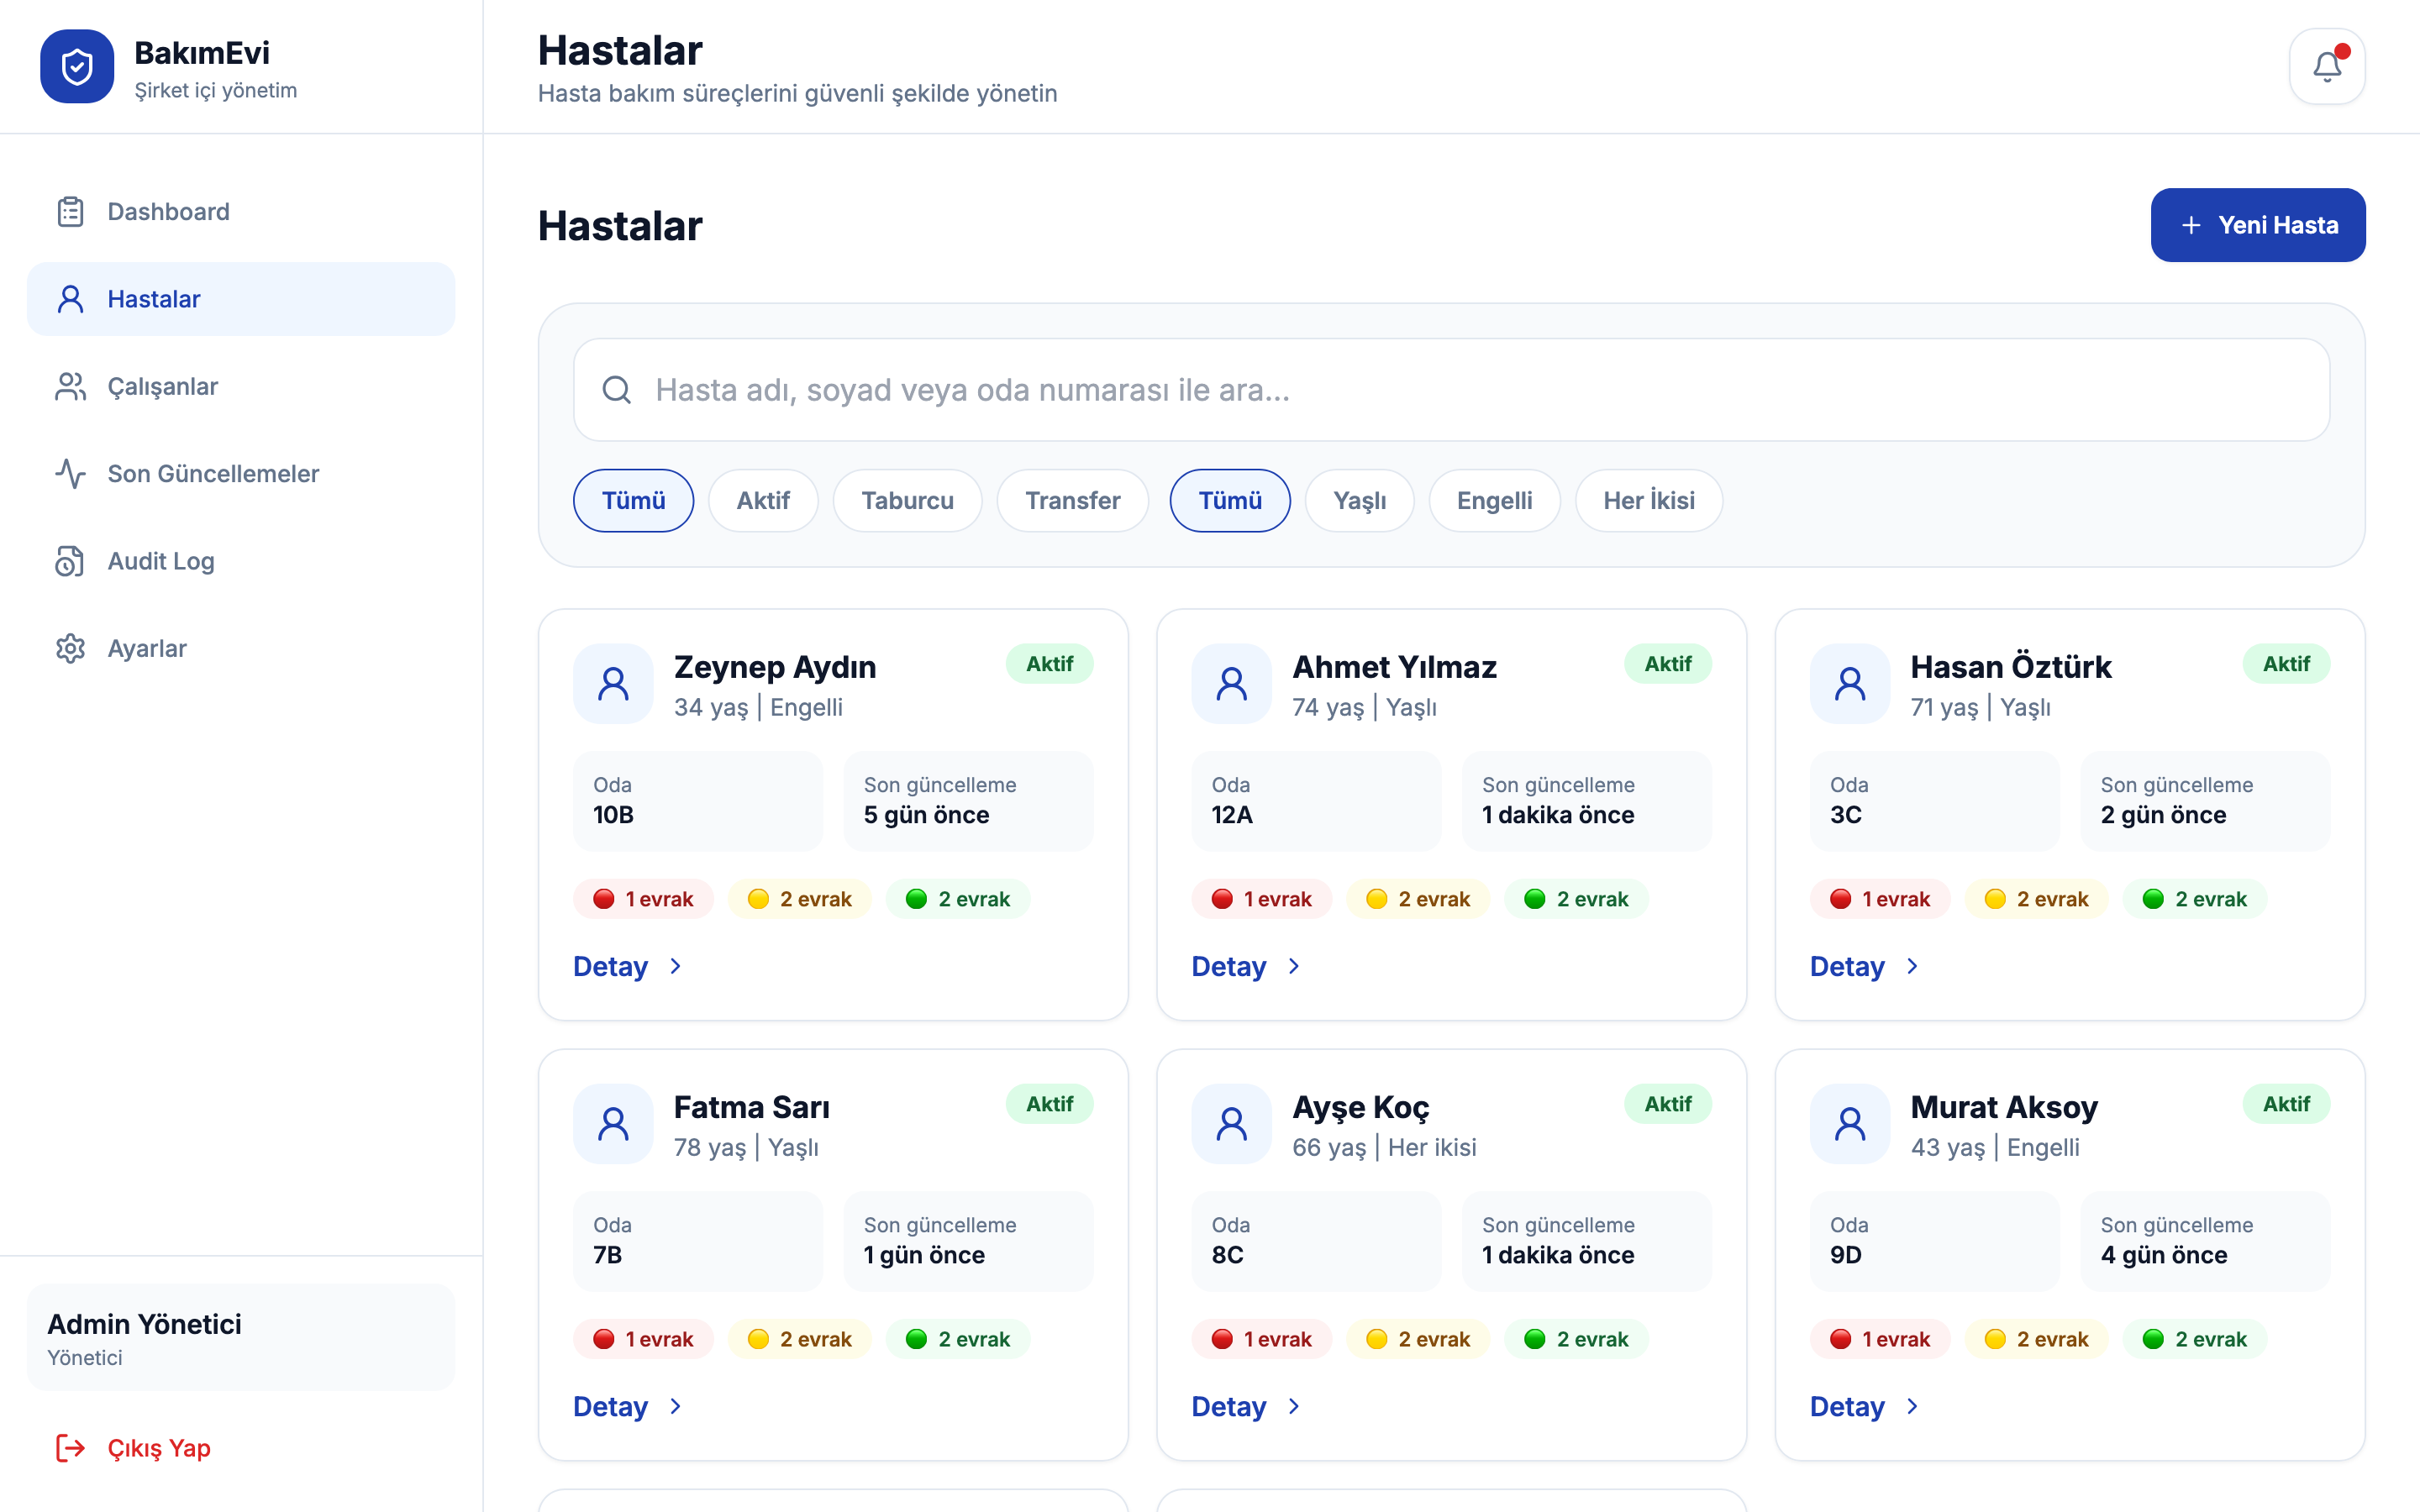 BakımEvi
Şirket içi yönetim
Dashboard
Hastalar
Çalışanlar
Son Güncellemeler
Audit Log
Ayarlar
Admin Yönetici
Yönetici
Çıkış Yap
Hastalar
Hasta bakım süreçlerini güvenli şekilde yönetin
Hastalar
Yeni Hasta
Hasta adı, soyad veya oda numarası ile ara...
Tümü Aktif Taburcu Transfer Tümü Yaşlı Engelli Her İkisi
Zeynep Aydın Aktif
34 yaş | Engelli
Oda Son güncelleme
10B 5 gün önce
1 evrak 2 evrak 2 evrak
Detay
Ahmet Yılmaz Aktif
74 yaş | Yaşlı
Oda Son güncelleme
12A 1 dakika önce
1 evrak 2 evrak 2 evrak
Detay
Hasan Öztürk Aktif
71 yaş | Yaşlı
Oda Son güncelleme
3C 2 gün önce
1 evrak 2 evrak 2 evrak
Detay
Fatma Sarı Aktif
78 yaş | Yaşlı
Oda Son güncelleme
7B 1 gün önce
1 evrak 2 evrak 2 evrak
Detay
Ayşe Koç Aktif
66 yaş | Her ikisi
Oda Son güncelleme
8C 1 dakika önce
1 evrak 2 evrak 2 evrak
Detay
Murat Aksoy Aktif
43 yaş | Engelli
Oda Son güncelleme
9D 4 gün önce
1 evrak 2 evrak 2 evrak
Detay